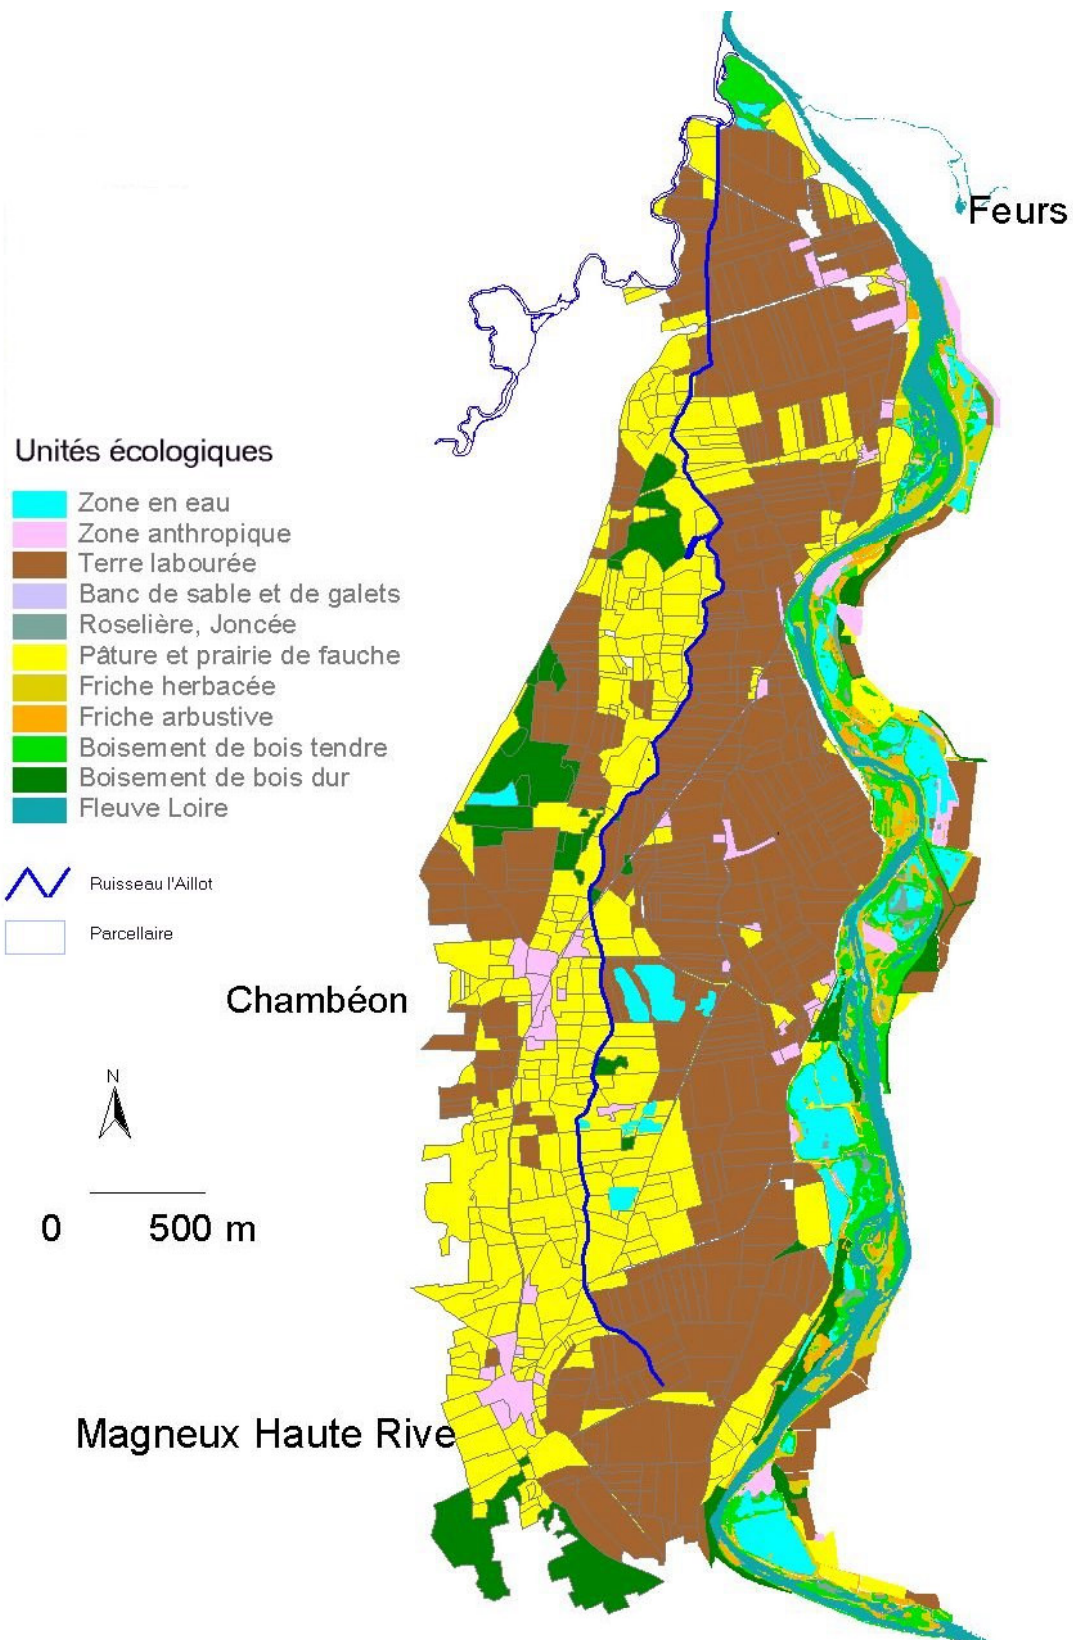 Feurs
Unités écologiques
Zone en eau
Zone anthropique
Terre labourée
Banc de sable et de galets
Roselière, Joncée
Pâture et prairie de fauche
Friche herbacée
Friche arbustive
Boisement de bois tendre
Boisement de bois dur
Fleuve Loire
Ruisseau l'Aillot
Parcellaire
Chambéon
N
0 500 m
Magneux Haute Rive